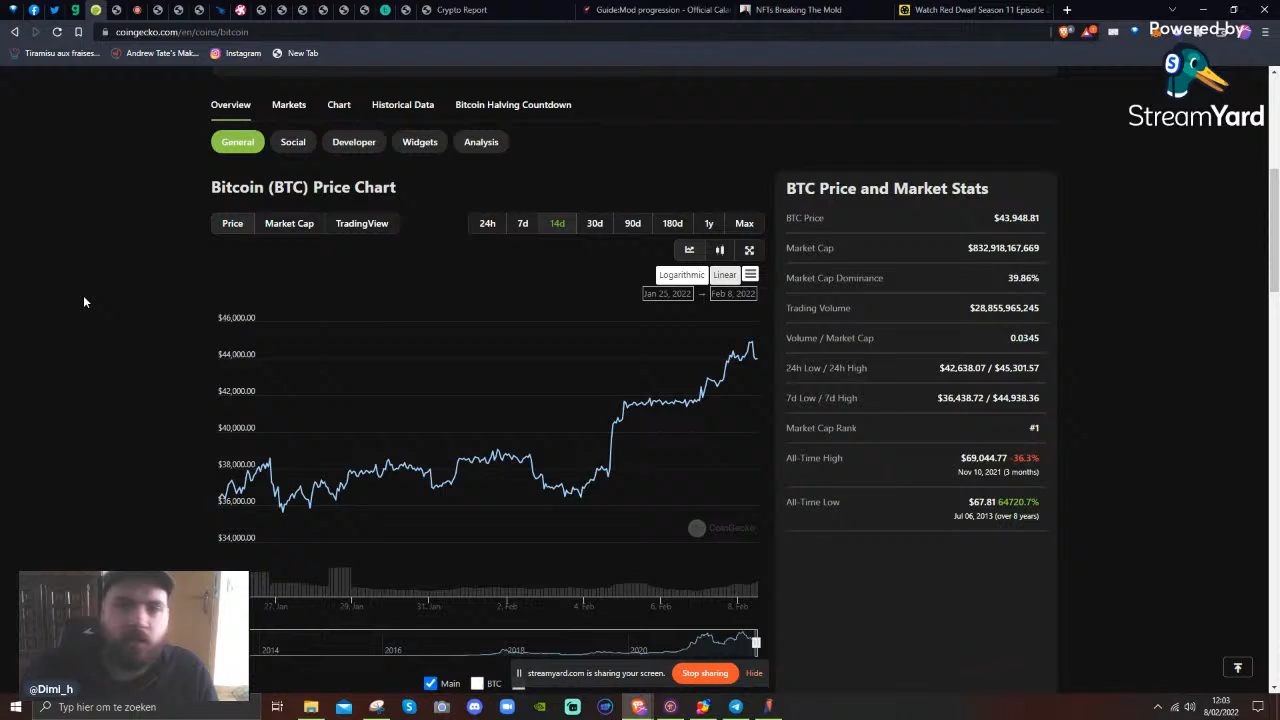 Crypto Report
Guide:Mod progression - Official Cala
NFTs Breaking The Mold
Watch Red Dwarf Season 11 Episode
coingecko.com/en/coins/bitcoin
Powered by
Tiramisu aux fraises...
Andrew Tate's Mak...
Instagram
New Tab
StreamYard
Overview
Markets
Chart
Historical Data
Bitcoin Halving Countdown
General
Social
Developer
Widgets
Analysis
Bitcoin (BTC) Price Chart
BTC Price and Market Stats
Price
Market Cap
TradingView
24h
7d
14d
30d
90d
180d
1y
Max
BTC Price
$43,948.81
Market Cap
$832,918,167,669
Logarithmic
Linear
Market Cap Dominance
39.86%
Jan 25, 2022
→
Feb 8, 2022
Trading Volume
$28,855,965,245
$46,000.00
Volume / Market Cap
0.0345
$44,000.00
24h Low / 24h High
$42,638.07 / $45,301.57
$42,000.00
7d Low / 7d High
$36,438.72 / $44,938.36
$40,000.00
Market Cap Rank
#1
$38,000.00
All-Time High
$69,044.77 -36.3%
Nov 10, 2021 (3 months)
$36,000.00
All-Time Low
$67.81 64720.7%
Jul 06, 2013 (over 8 years)
CoinGecko
$34,000.00
27. Jan
29. Jan
31. Jan
2. Feb
4. Feb
6. Feb
8. Feb
2014
2016
2018
2020
streamyard.com is sharing your screen.
Stop sharing
Hide
Main
BTC
@Dimi_h
Typ hier om te zoeken
12:03
8/02/2022